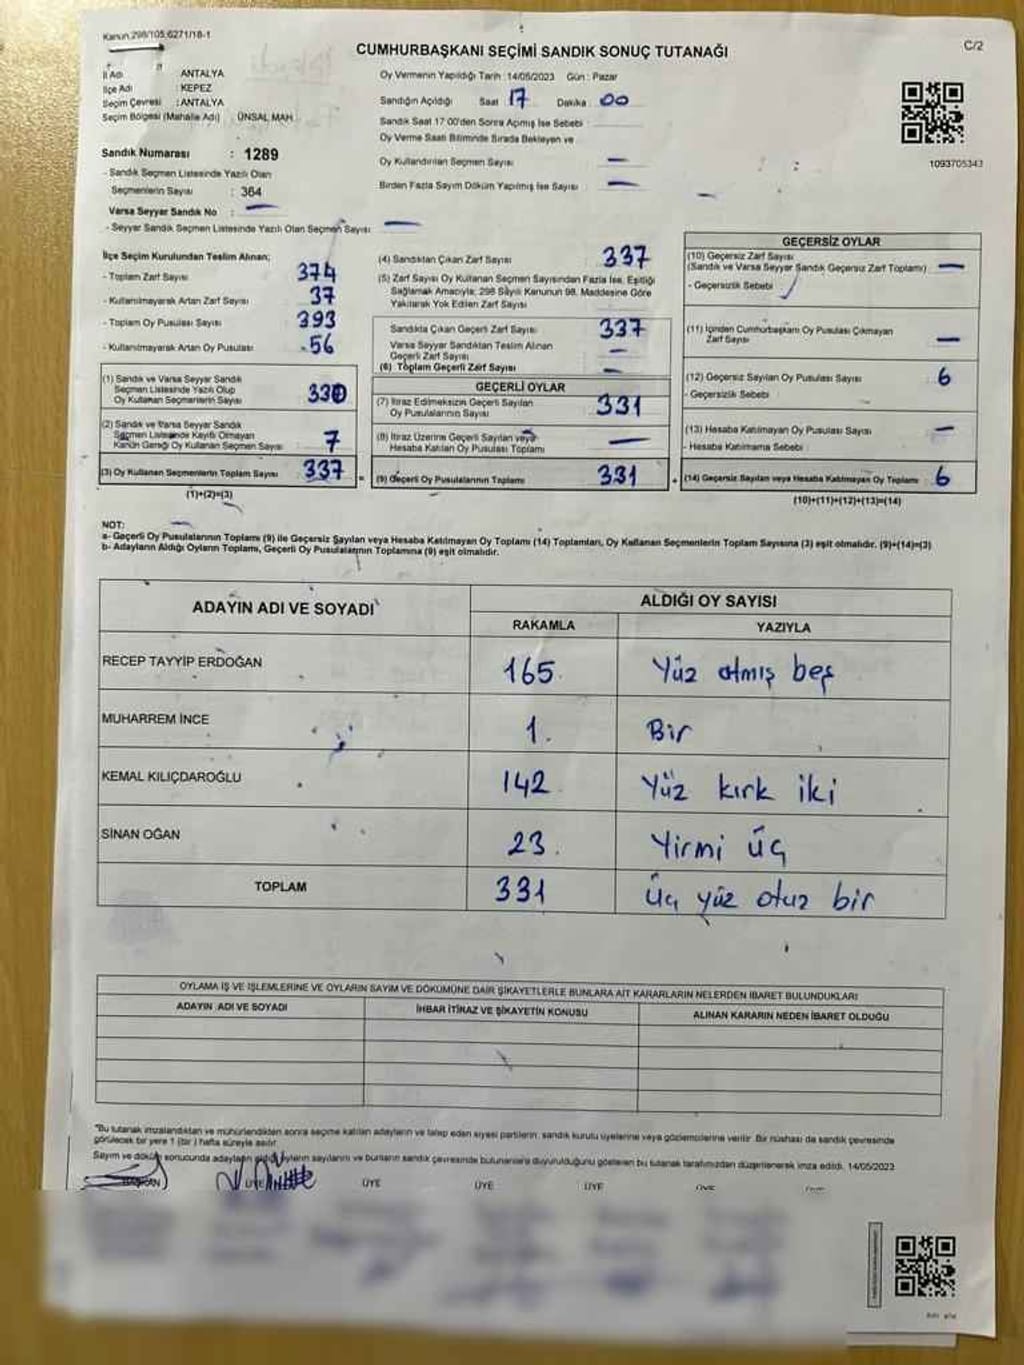 Kanun 298/105,6271/18-1
C/2
CUMHURBAŞKANI SEÇİMİ SANDIK SONUÇ TUTANAĞI
İl Adı : ANTALYA
İlçe Adı : KEPEZ
Seçim Çevresi : ANTALYA
Seçim Bölgesi (Mahalle Adı) ÜNSAL MAH.
Sandık Numarası : 1289
- Sandık Seçmen Listesinde Yazılı Olan
Seçmenlerin Sayısı : 364
Varsa Seyyar Sandık No : —
- Seyyar Sandık Seçmen Listesinde Yazılı Olan Seçmen Sayısı : —
Oy Vermenin Yapıldığı Tarih : 14/05/2023 Gün : Pazar
Sandığın Açıldığı Saat 17 Dakika 00
Sandık Saat 17:00'den Sonra Açmış İse Sebebi :
Oy Verme Saati Bitiminde Sırada Bekleyen ve
Oy Kullandırılan Seçmen Sayısı —
Birden Fazla Sayım Döküm Yapılmış İse Sayısı —
1093705343
İlçe Seçim Kurulundan Teslim Alınan;
- Toplam Zarf Sayısı 374
- Kullanılmayarak Artan Zarf Sayısı 37
- Toplam Oy Pusulası Sayısı 393
- Kullanılmayarak Artan Oy Pusulası 56
(1) Sandık ve Varsa Seyyar Sandık
Seçmen Listesinde Yazılı Olup
Oy Kullanan Seçmenlerin Sayısı 330
(2) Sandık ve Varsa Seyyar Sandık
Seçmen Listesinde Kayıtlı Olmayan
Kanun Gereği Oy Kullanan Seçmen Sayısı 7
(3) Oy Kullanan Seçmenlerin Toplam Sayısı 337 =
(1)+(2)=(3)
(4) Sandıktan Çıkan Zarf Sayısı 337
(5) Zarf Sayısı Oy Kullanan Seçmen Sayısından Fazla İse, Eşitliği
Sağlamak Amacıyla; 298 Sayılı Kanunun 98. Maddesine Göre
Yakılarak Yok Edilen Zarf Sayısı
Sandıkta Çıkan Geçerli Zarf Sayısı 337
Varsa Seyyar Sandıktan Teslim Alınan
Geçerli Zarf Sayısı —
(6) Toplam Geçerli Zarf Sayısı —
GEÇERLİ OYLAR
(7) İtiraz Edilmeksizin Geçerli Sayılan
Oy Pusulalarının Sayısı 331
(8) İtiraz Üzerine Geçerli Sayılan veya
Hesaba Katılan Oy Pusulası Toplamı —
(9) Geçerli Oy Pusulalarının Toplamı 331 +
GEÇERSİZ OYLAR
(10) Geçersiz Zarf Sayısı
(Sandık ve Varsa Seyyar Sandık Geçersiz Zarf Toplamı) —
- Geçersizlik Sebebi
(11) İçinden Cumhurbaşkanı Oy Pusulası Çıkmayan
Zarf Sayısı —
(12) Geçersiz Sayılan Oy Pusulası Sayısı 6
- Geçersizlik Sebebi
(13) Hesaba Katılmayan Oy Pusulası Sayısı —
- Hesaba Katılmama Sebebi
(14) Geçersiz Sayılan veya Hesaba Katılmayan Oy Toplamı 6
(10)+(11)+(12)+(13)=(14)
NOT:
a- Geçerli Oy Pusulalarının Toplamı (9) ile Geçersiz Sayılan veya Hesaba Katılmayan Oy Toplamı (14) Toplamları, Oy Kullanan Seçmenlerin Toplam Sayısına (3) eşit olmalıdır. (9)+(14)=(3)
b- Adayların Aldığı Oyların Toplamı, Geçerli Oy Pusulalarının Toplamına (9) eşit olmalıdır.
ADAYIN ADI VE SOYADI
ALDIĞI OY SAYISI
RAKAMLA YAZIYLA
RECEP TAYYİP ERDOĞAN 165 Yüz atmış beş
MUHARREM İNCE 1. Bir
KEMAL KILIÇDAROĞLU 142 Yüz kırk iki
SİNAN OĞAN 23. Yirmi üç
TOPLAM 331 Üç yüz otuz bir
OYLAMA İŞ VE İŞLEMLERİNE VE OYLARIN SAYIM VE DÖKÜMÜNE DAİR ŞİKAYETLERLE BUNLARA AİT KARARLARIN NELERDEN İBARET BULUNDUKLARI
ADAYIN ADI VE SOYADI İHBAR İTİRAZ VE ŞİKAYETİN KONUSU ALINAN KARARIN NEDEN İBARET OLDUĞU
"Bu tutanak imzalandıktan ve mühürlendikten sonra seçime katılan adayların ve talep eden siyasi partilerin, sandık kurulu üyelerine veya gözlemcilerine verilir. Bir nüshası da sandık çevresinde
görülecek bir yere 1 (bir ) hafta süreyle asılır.
Sayım ve döküm sonucunda adayların aldığı oyların sayılarını ve bunların sandık çevresinde bulunanlara duyurulduğunu gösteren bu tutanak tarafımızdan düzenlenerek imza edildi. 14/05/2023
BAŞKAN ÜYE ÜYE ÜYE ÜYE ÜYE